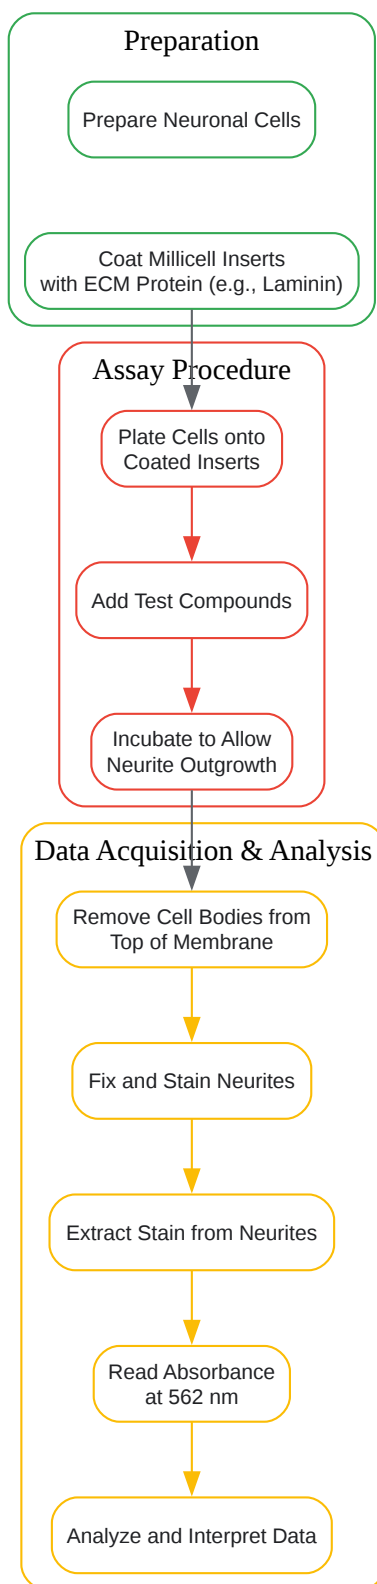 Preparation
Prepare Neuronal Cells
Coat Millicell Inserts
with ECM Protein (e.g., Laminin)
Assay Procedure
Plate Cells onto
Coated Inserts
Add Test Compounds
Incubate to Allow
Neurite Outgrowth
Data Acquisition & Analysis
Remove Cell Bodies from
Top of Membrane
Fix and Stain Neurites
Extract Stain from Neurites
Read Absorbance
at 562 nm
Analyze and Interpret Data